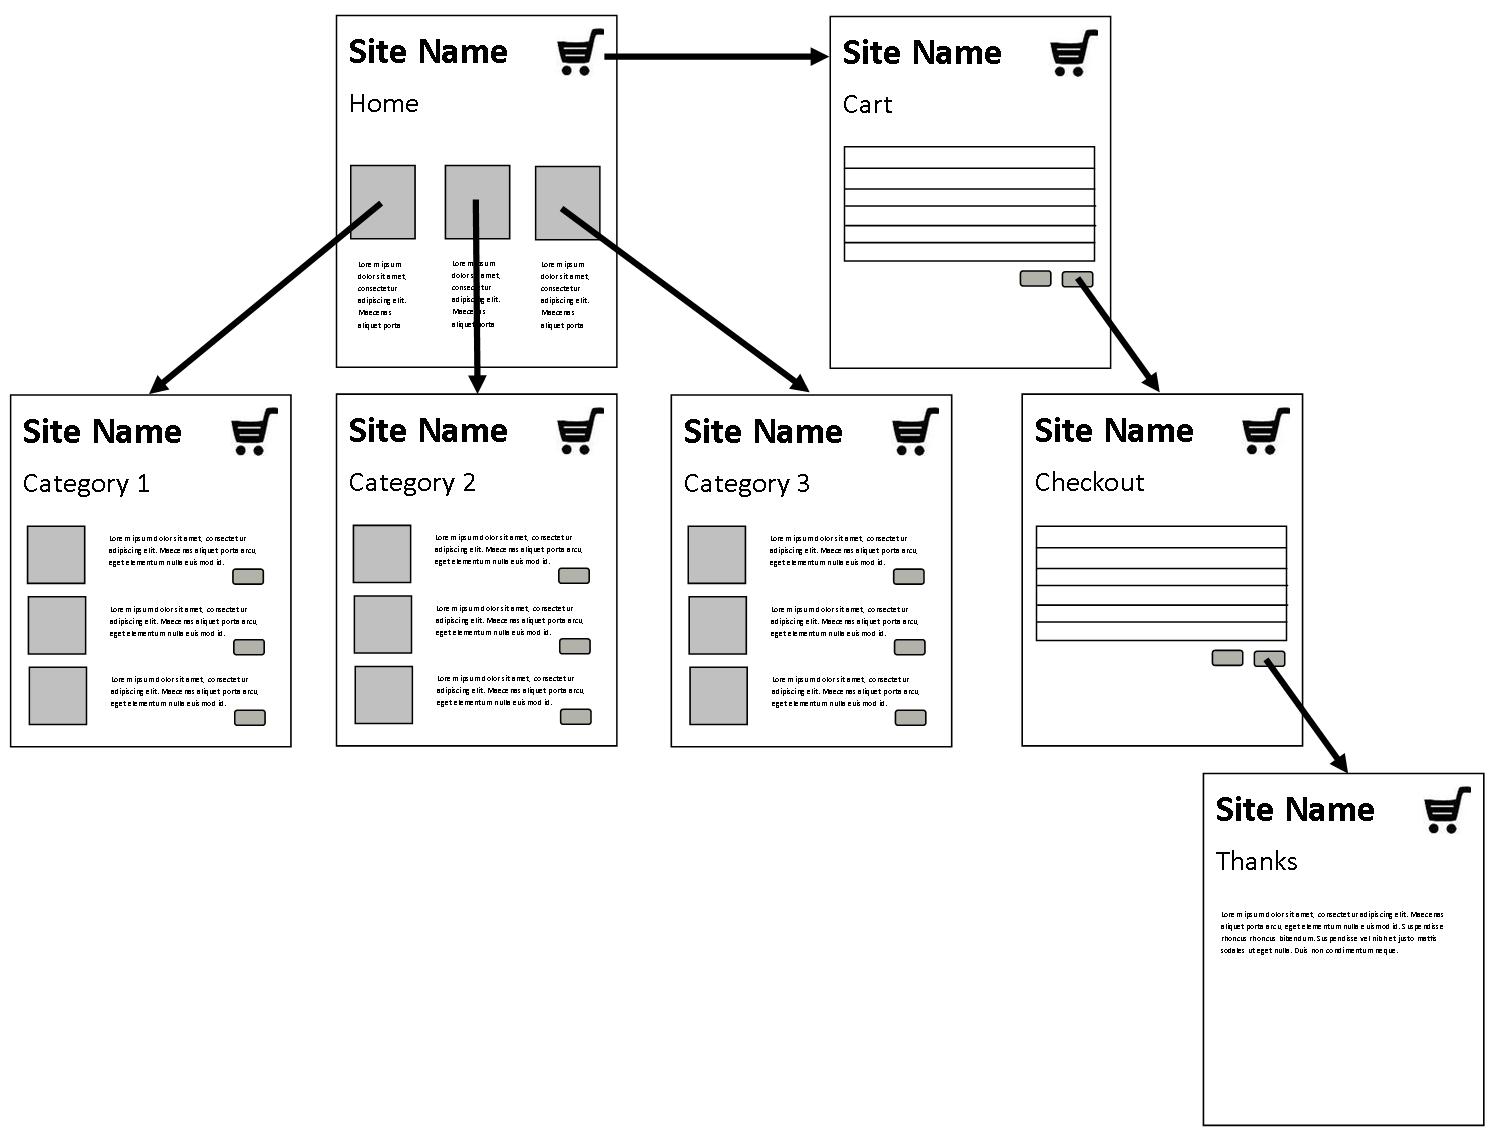 Site Name
Home
Lorem ipsum
dolor sit amet,
consectetur
adipiscing elit.
Maecenas
aliquet porta
Lorem ipsum
dolor sit amet,
consectetur
adipiscing elit.
Maecenas
aliquet porta
Lorem ipsum
dolor sit amet,
consectetur
adipiscing elit.
Maecenas
aliquet porta
Site Name
Cart
Site Name
Category 1
Lorem ipsum dolor sit amet, consectetur
adipiscing elit. Maecenas aliquet porta arcu,
eget elementum nulla euismod id.
Lorem ipsum dolor sit amet, consectetur
adipiscing elit. Maecenas aliquet porta arcu,
eget elementum nulla euismod id.
Lorem ipsum dolor sit amet, consectetur
adipiscing elit. Maecenas aliquet porta arcu,
eget elementum nulla euismod id.
Site Name
Category 2
Lorem ipsum dolor sit amet, consectetur
adipiscing elit. Maecenas aliquet porta arcu,
eget elementum nulla euismod id.
Lorem ipsum dolor sit amet, consectetur
adipiscing elit. Maecenas aliquet porta arcu,
eget elementum nulla euismod id.
Lorem ipsum dolor sit amet, consectetur
adipiscing elit. Maecenas aliquet porta arcu,
eget elementum nulla euismod id.
Site Name
Category 3
Lorem ipsum dolor sit amet, consectetur
adipiscing elit. Maecenas aliquet porta arcu,
eget elementum nulla euismod id.
Lorem ipsum dolor sit amet, consectetur
adipiscing elit. Maecenas aliquet porta arcu,
eget elementum nulla euismod id.
Lorem ipsum dolor sit amet, consectetur
adipiscing elit. Maecenas aliquet porta arcu,
eget elementum nulla euismod id.
Site Name
Checkout
Site Name
Thanks
Lorem ipsum dolor sit amet, consectetur adipiscing elit. Maecenas
aliquet porta arcu, eget elementum nulla euismod id. Suspendisse
rhoncus rhoncus bibendum. Suspendisse vel nibh et justo mattis
sodales ut eget nulla. Duis non condimentum neque.